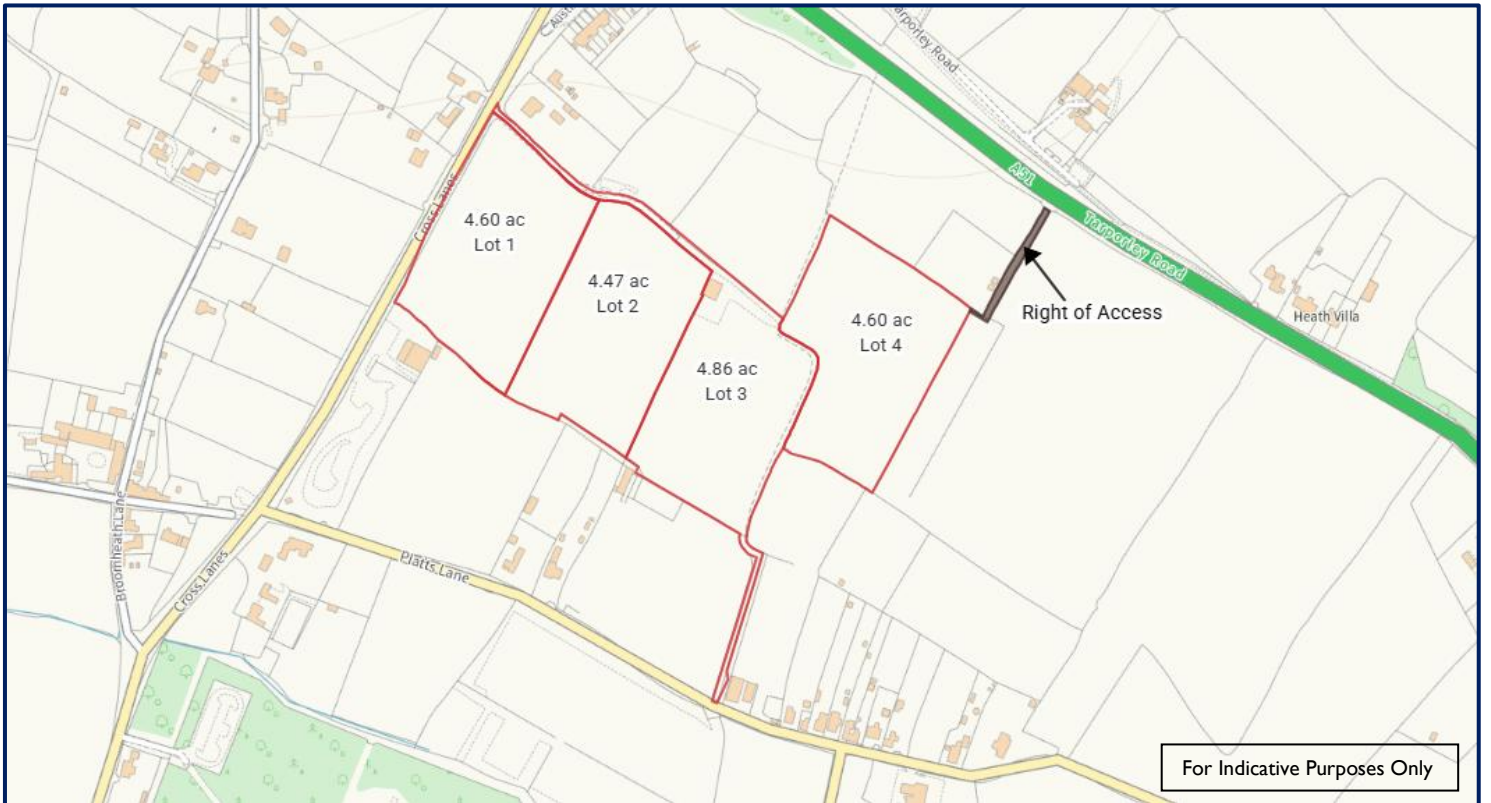 Tarporley Road
Cross Lanes
4.60 ac
Lot 1
4.47 ac
Lot 2
4.86 ac
Lot 3
4.60 ac
Lot 4
A51
Tarporley Road
Right of Access
Heath Villa
Broomheath Lane
Cross Lanes
Platts Lane
For Indicative Purposes Only